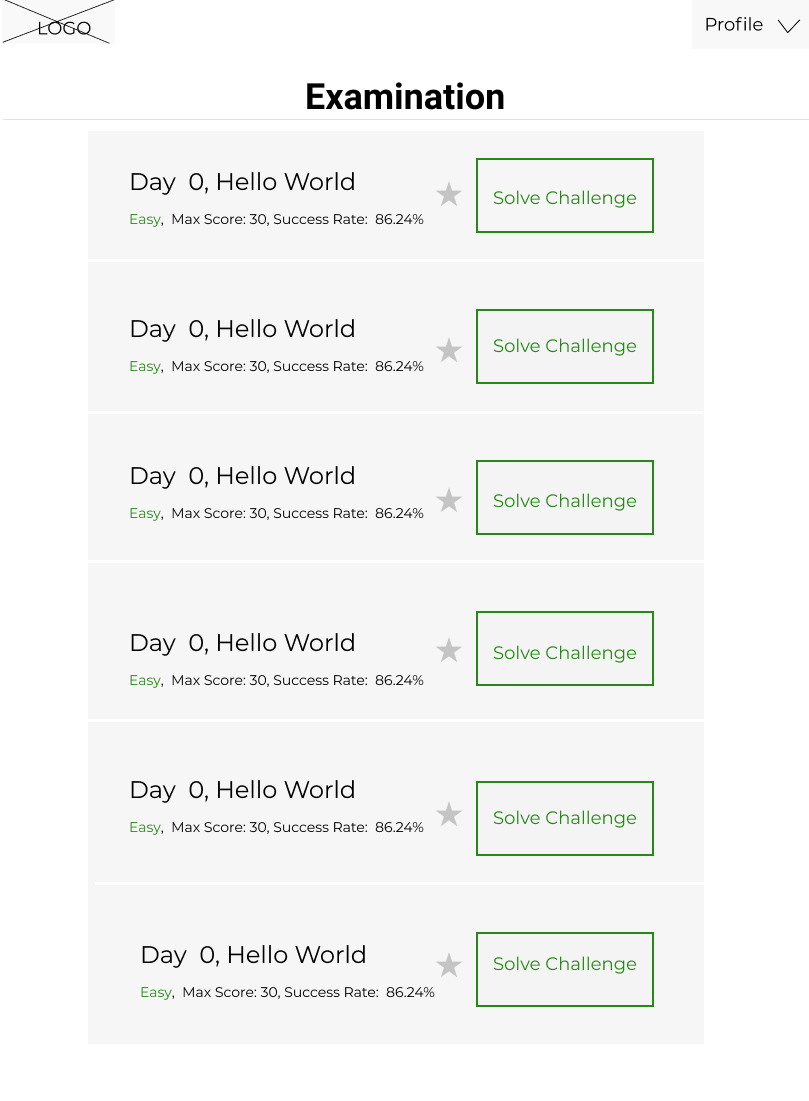 LOGO
Profile
Examination
Day 0, Hello World
Easy, Max Score: 30, Success Rate: 86.24%
Solve Challenge
Day 0, Hello World
Easy, Max Score: 30, Success Rate: 86.24%
Solve Challenge
Day 0, Hello World
Easy, Max Score: 30, Success Rate: 86.24%
Solve Challenge
Day 0, Hello World
Easy, Max Score: 30, Success Rate: 86.24%
Solve Challenge
Day 0, Hello World
Easy, Max Score: 30, Success Rate: 86.24%
Solve Challenge
Day 0, Hello World
Easy, Max Score: 30, Success Rate: 86.24%
Solve Challenge